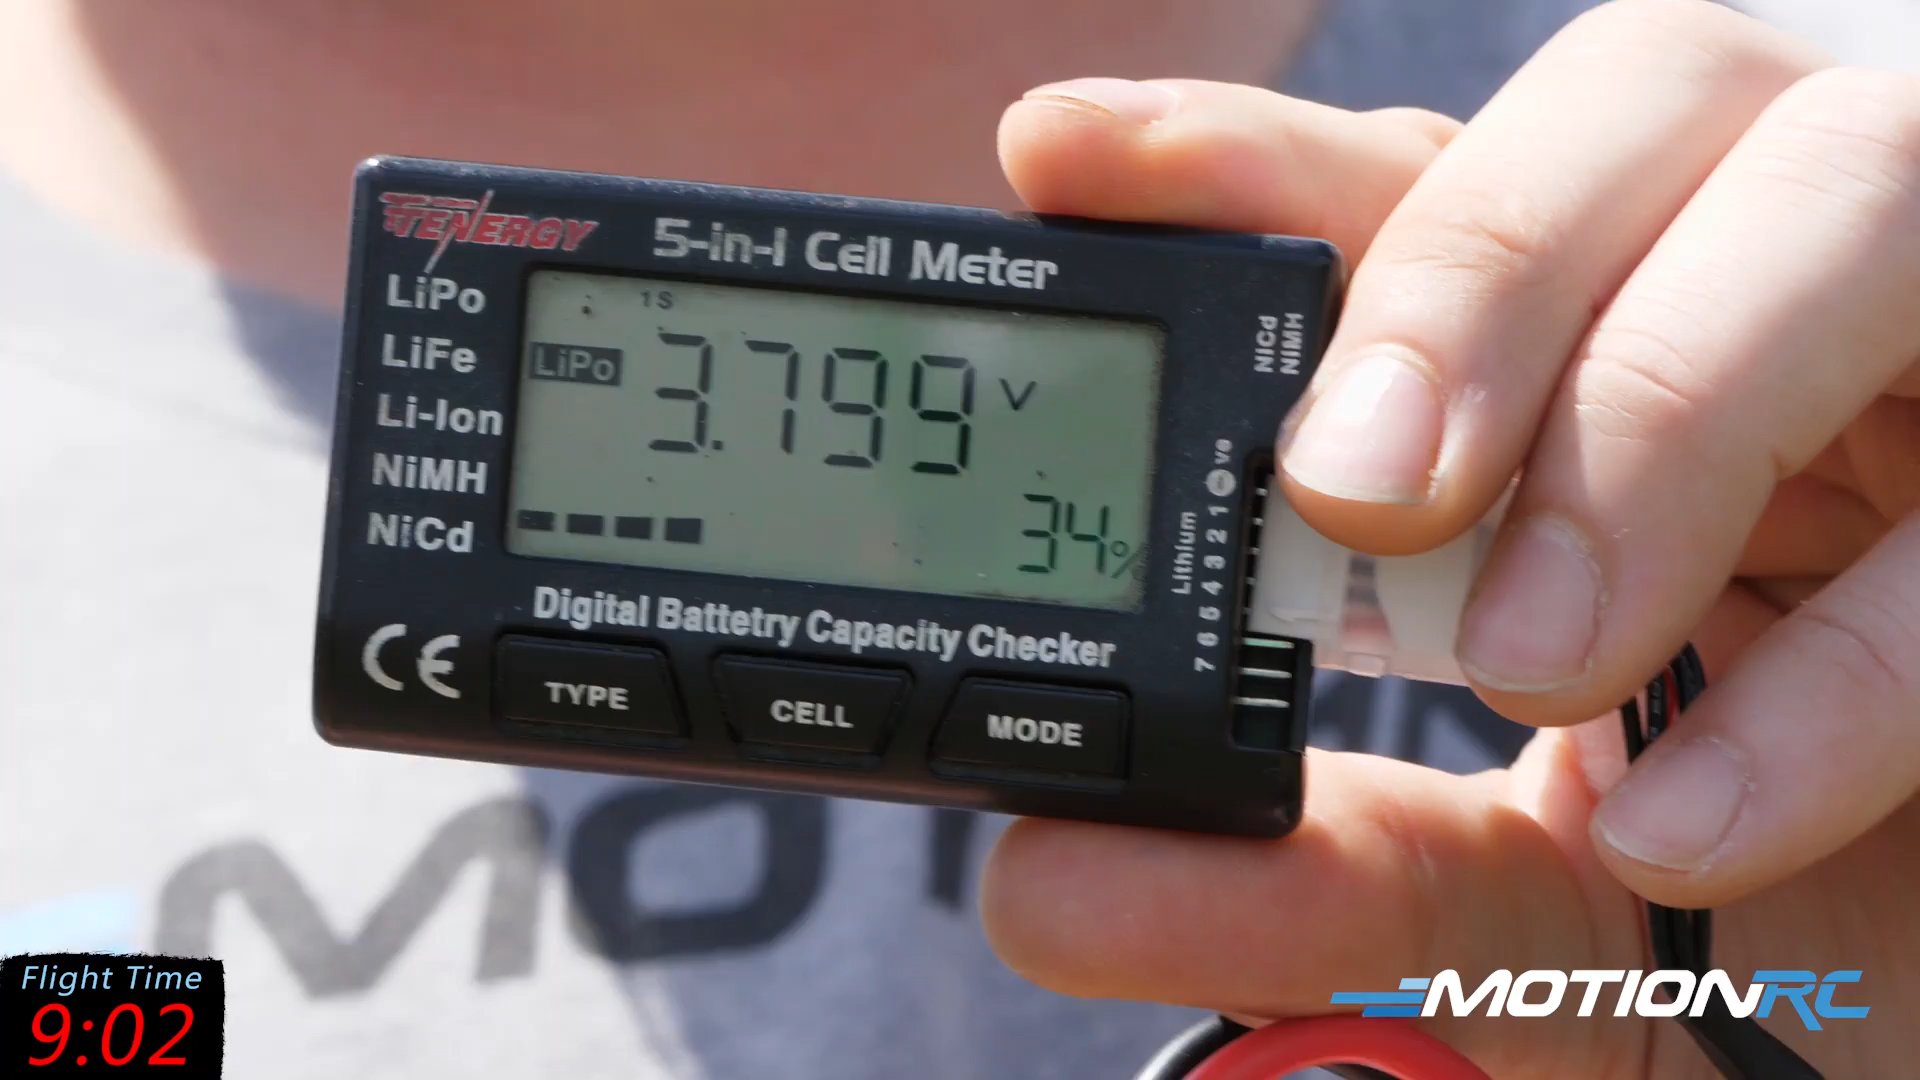 TENERGY
5-in-1 Cell Meter
LiPo
LiFe
Li-Ion
NiMH
NiCd
1S
LiPo
3.799 V
34%
NiCd
NiMH
Lithium
7 6 5 4 3 2 1 ⊖ ve
Digital Battetry Capacity Checker
CE
TYPE
CELL
MODE
MO
Flight Time
9:02
MOTIONRC